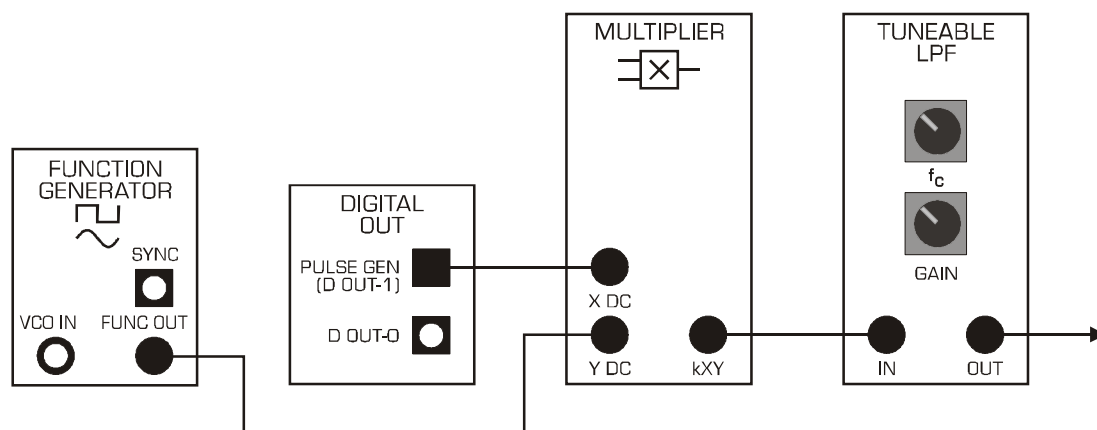 FUNCTION
GENERATOR
SYNC
VCO IN
FUNC OUT
DIGITAL
OUT
PULSE GEN
(D OUT-1)
D OUT-0
MULTIPLIER
X DC
Y DC
kXY
TUNEABLE
LPF
fC
GAIN
IN
OUT